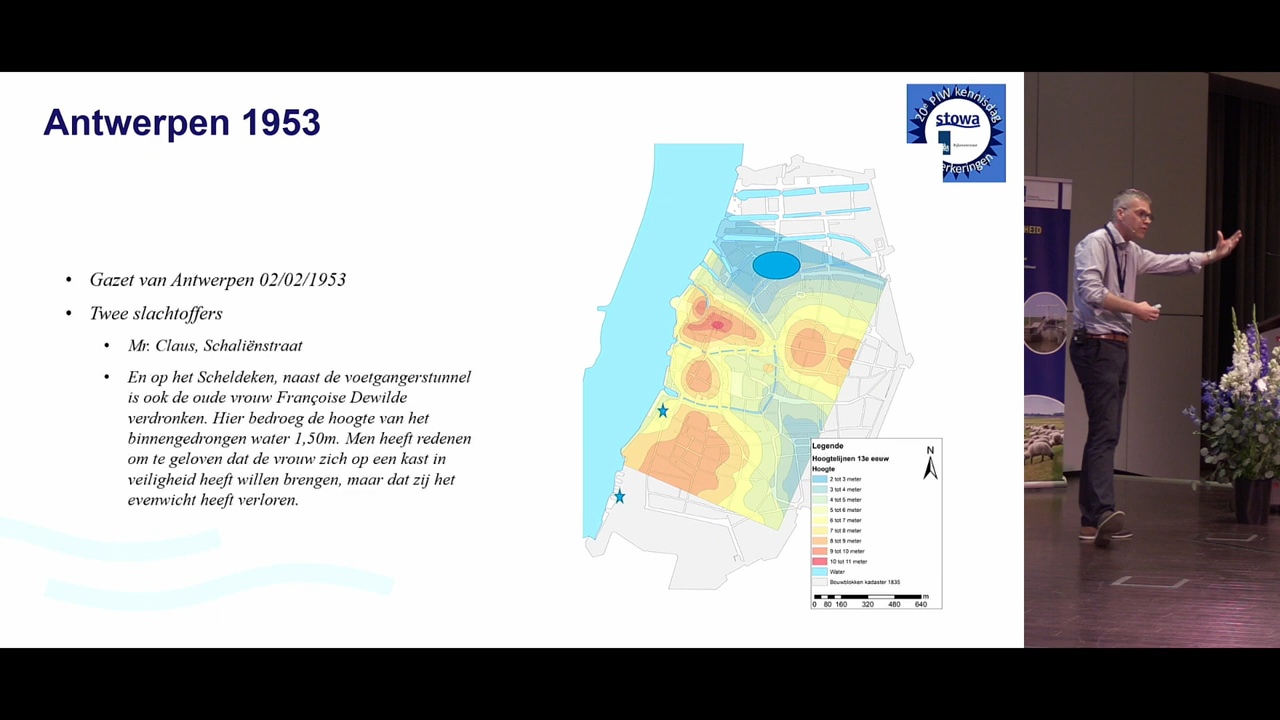 Antwerpen 1953
20e PIW kennisdag
stowa
Rijkswaterstaat
erkeringen
HEID
• Gazet van Antwerpen 02/02/1953
• Twee slachtoffers
• Mr. Claus, Schaliënstraat
• En op het Scheldeken, naast de voetgangerstunnel
is ook de oude vrouw Françoise Dewilde
verdronken. Hier bedroeg de hoogte van het
binnengedrongen water 1,50m. Men heeft redenen
om te geloven dat de vrouw zich op een kast in
veiligheid heeft willen brengen, maar dat zij het
evenwicht heeft verloren.
Legende
Hoogtelijnen 13e eeuw
Hoogte
2 tot 3 meter
3 tot 4 meter
4 tot 5 meter
5 tot 6 meter
6 tot 7 meter
7 tot 8 meter
8 tot 9 meter
9 tot 10 meter
10 tot 11 meter
Water
Bouwblokken kadaster 1835
N
m
0 80 160 320 480 640